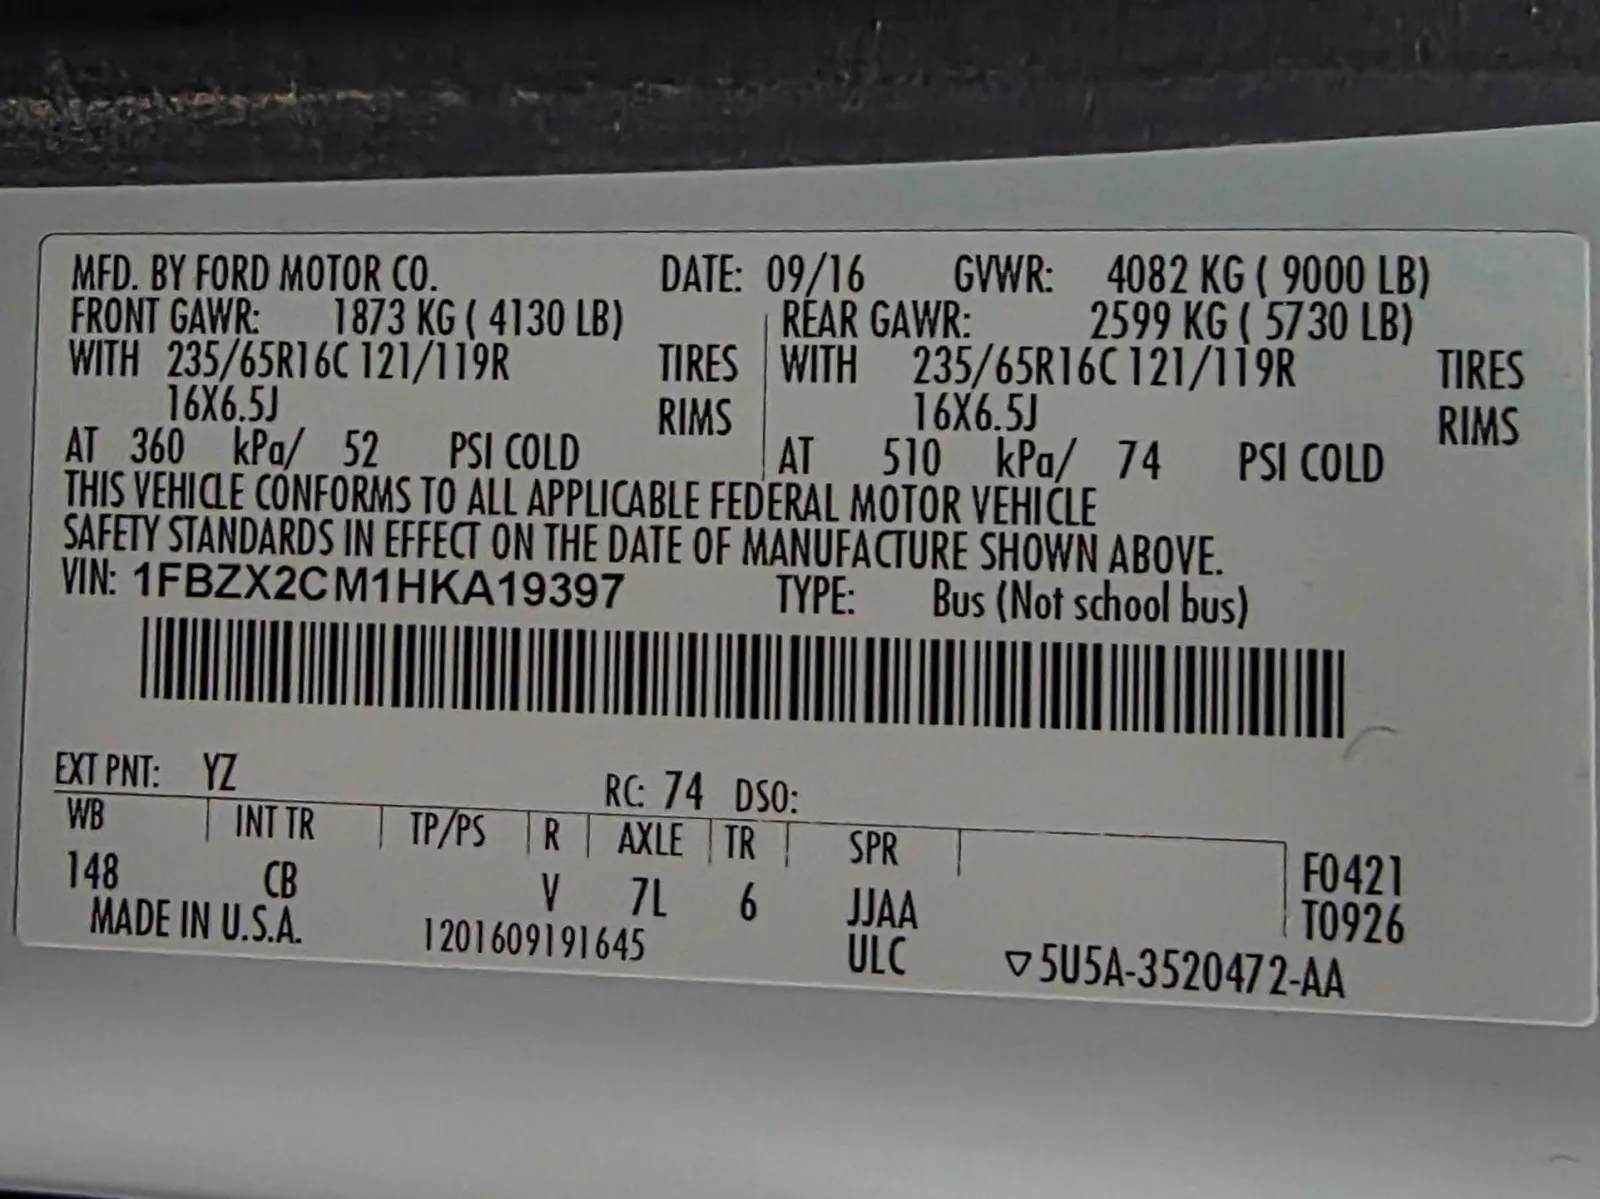 MFD. BY FORD MOTOR CO. DATE: 09/16 GVWR: 4082 KG ( 9000 LB)
FRONT GAWR: 1873 KG ( 4130 LB) REAR GAWR: 2599 KG ( 5730 LB)
WITH 235/65R16C 121/119R TIRES WITH 235/65R16C 121/119R TIRES
16X6.5J RIMS 16X6.5J RIMS
AT 360 kPa/ 52 PSI COLD AT 510 kPa/ 74 PSI COLD
THIS VEHICLE CONFORMS TO ALL APPLICABLE FEDERAL MOTOR VEHICLE
SAFETY STANDARDS IN EFFECT ON THE DATE OF MANUFACTURE SHOWN ABOVE.
VIN: 1FBZX2CM1HKA19397 TYPE: Bus (Not school bus)
EXT PNT: YZ RC: 74 DSO:
WB INT TR TP/PS R AXLE TR SPR
148 CB V 7L 6 JJAA F0421
MADE IN U.S.A. 1201609191645 ULC T0926
▽5U5A-3520472-AA